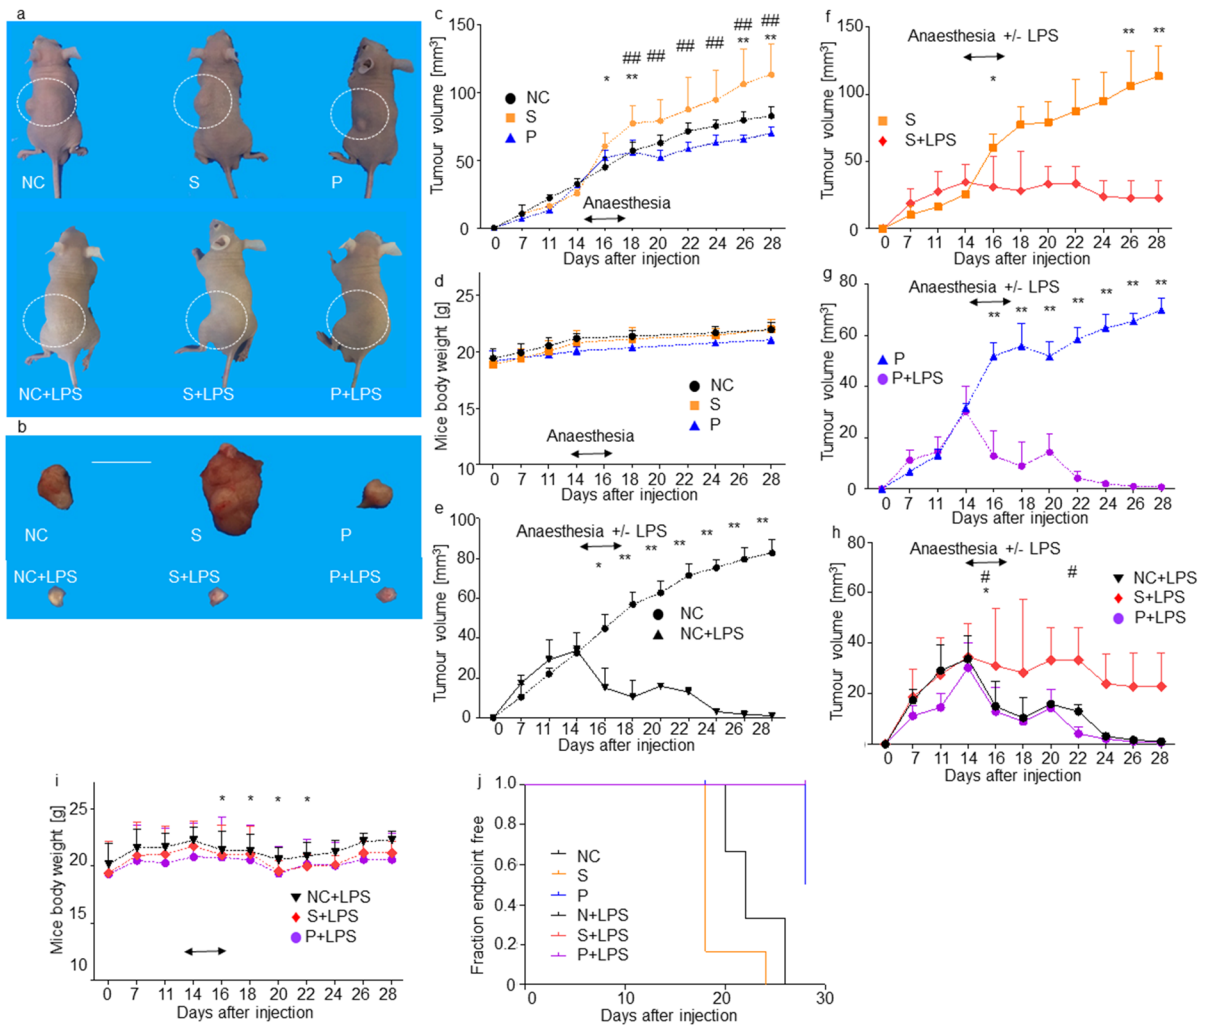 a
NC
S
P
NC+LPS
S+LPS
P+LPS
b
NC
S
P
NC+LPS
S+LPS
P+LPS
c
Tumour volume [mm³]
150
100
50
0
NC
S
P
*
**
##
##
##
##
##
**
##
**
Anaesthesia
0 7 11 14 16 18 20 22 24 26 28
Days after injection
d
Mice body weight [g]
25
20
15
10
NC
S
P
Anaesthesia
0 7 11 14 16 18 20 22 24 26 28
Days after injection
e
Tumour volume [mm³]
100
80
60
40
20
0
Anaesthesia +/- LPS
* ** ** ** ** ** **
NC
NC+LPS
0 7 11 14 16 18 20 22 24 26 28
Days after injection
f
Tumour volume [mm³]
150
100
50
0
Anaesthesia +/- LPS
* ** **
S
S+LPS
0 7 11 14 16 18 20 22 24 26 28
Days after injection
g
Tumour volume [mm³]
80
60
40
20
0
Anaesthesia +/- LPS
** ** ** ** ** ** **
P
P+LPS
0 7 11 14 16 18 20 22 24 26 28
Days after injection
h
Tumour volume [mm³]
80
60
40
20
0
Anaesthesia +/- LPS
# #
*
NC+LPS
S+LPS
P+LPS
0 7 11 14 16 18 20 22 24 26 28
Days after injection
i
Mice body weight [g]
25
20
15
10
* * * *
NC+LPS
S+LPS
P+LPS
0 7 11 14 16 18 20 22 24 26 28
Days after injection
j
Fraction endpoint free
1.0
0.8
0.6
0.4
0.2
0
NC
S
P
N+LPS
S+LPS
P+LPS
0 10 20 30
Days after injection